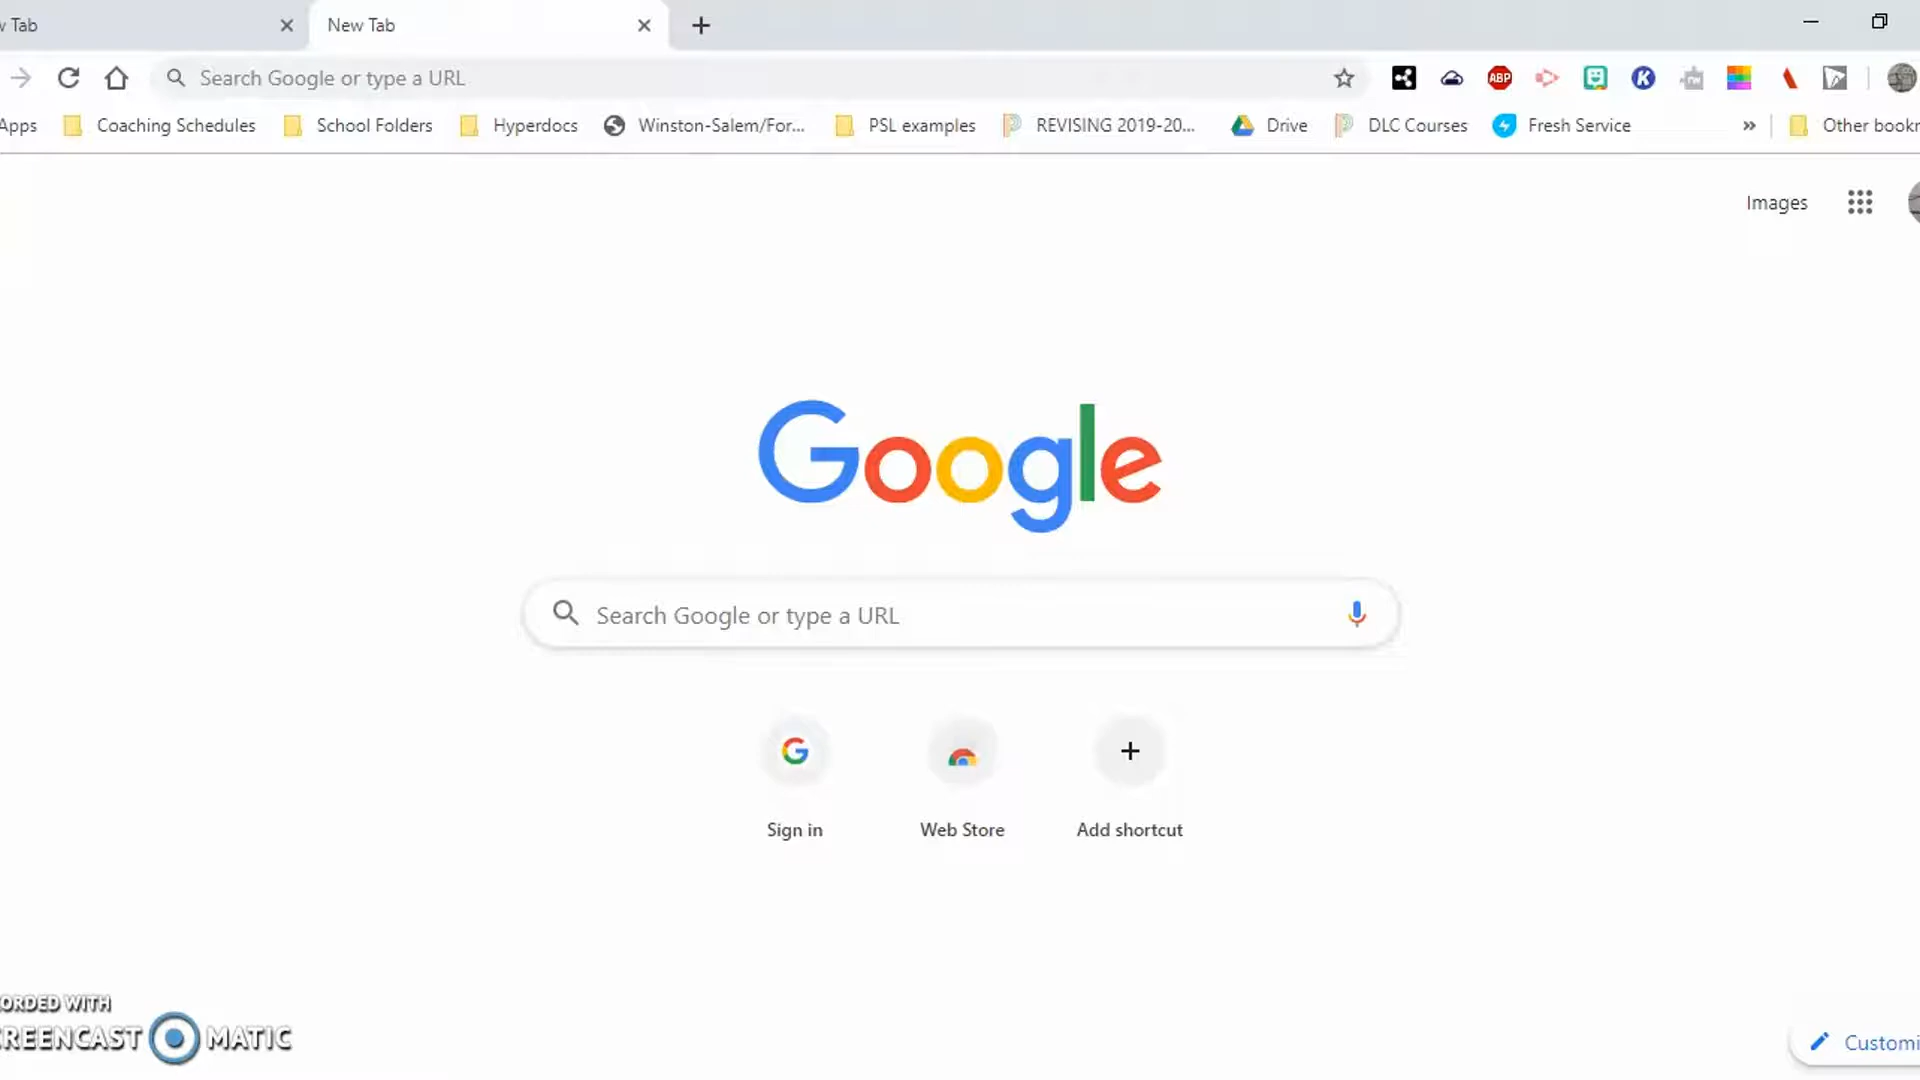 w Tab
New Tab
Search Google or type a URL
ABP
K
Apps
Coaching Schedules
School Folders
Hyperdocs
Winston-Salem/For...
PSL examples
REVISING 2019-20...
Drive
DLC Courses
Fresh Service
»
Other bookr
Images
Google
Search Google or type a URL
G
Sign in
Web Store
Add shortcut
ORDED WITH
CREENCAST MATIC
Customi